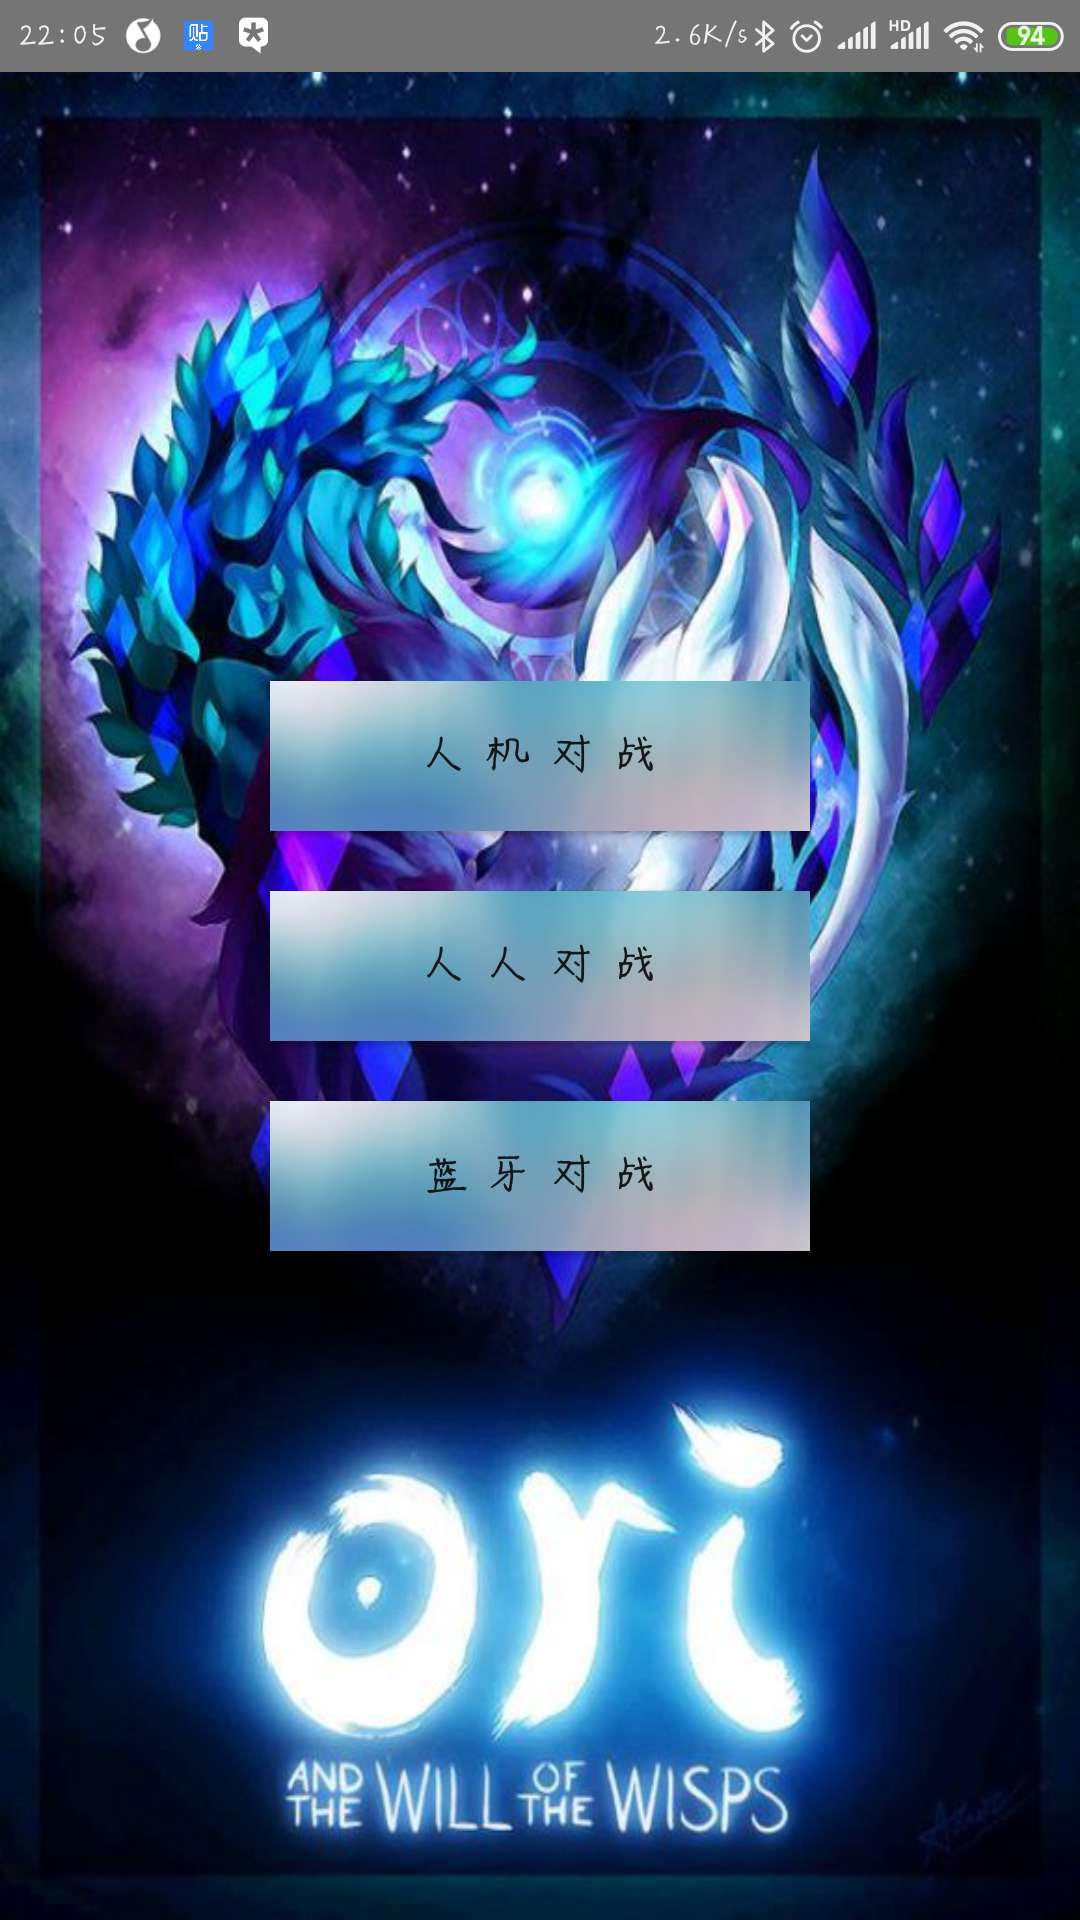 22:05 贴 2.6K/s HD 94
人机对战
人人对战
蓝牙对战
ori
AND THE WILL OF THE WISPS